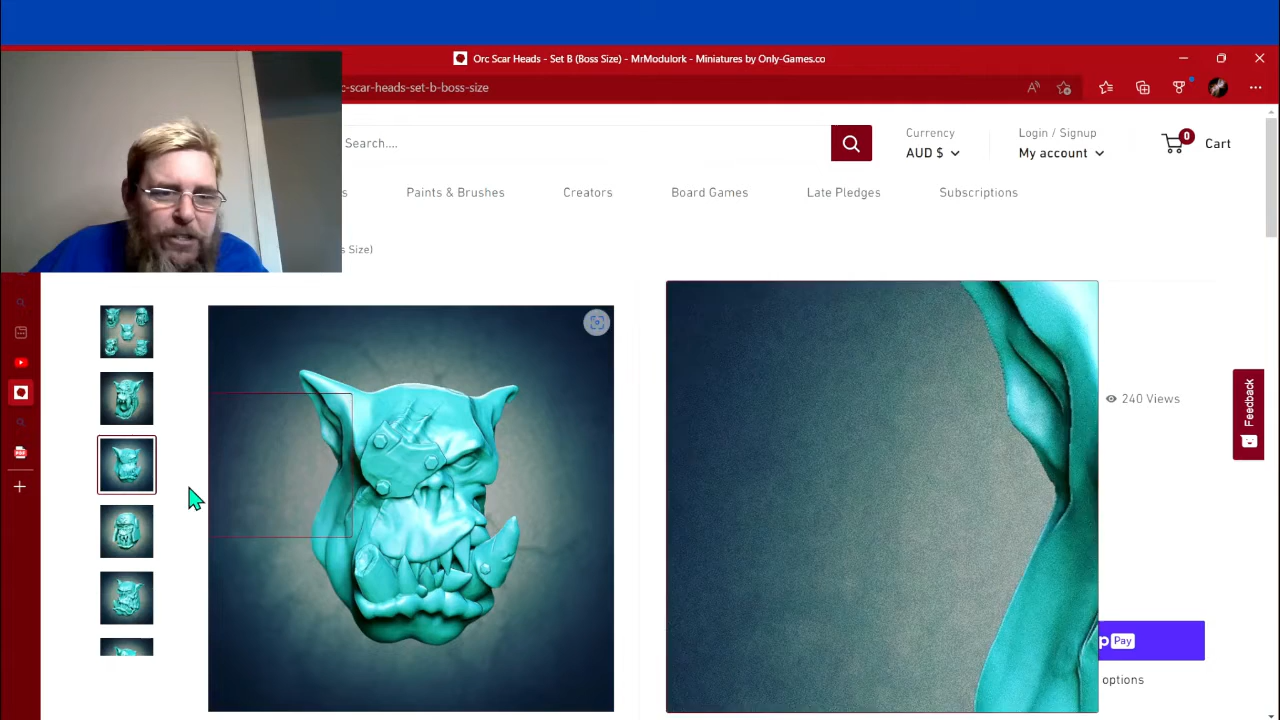 Orc Scar Heads - Set B (Boss Size) - MrModulork - Miniatures by Only-Games.co
c-scar-heads-set-b-boss-size
Search....
Currency
AUD $
Login / Signup
My account
0
Cart
s
Paints & Brushes
Creators
Board Games
Late Pledges
Subscriptions
s Size)
240 Views
Feedback
PDF
p Pay
options